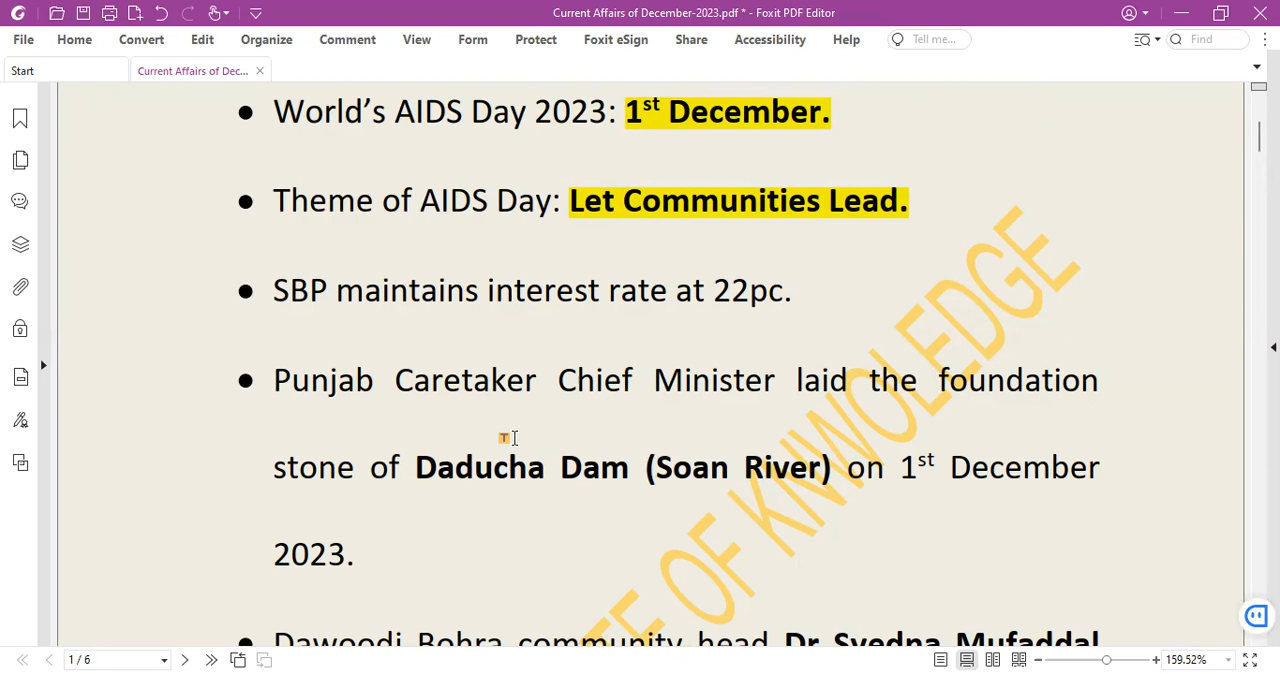 Current Affairs of December-2023.pdf * - Foxit PDF Editor
File Home Convert Edit Organize Comment View Form Protect Foxit eSign Share Accessibility Help Tell me... Find
Start Current Affairs of Dec...
● World's AIDS Day 2023: 1st December.
● Theme of AIDS Day: Let Communities Lead.
● SBP maintains interest rate at 22pc.
● Punjab Caretaker Chief Minister laid the foundation
stone of Daducha Dam (Soan River) on 1st December
2023.
● Dawoodi Bohra community head Dr Syedna Mufaddal
TE OF KNWOLEDGE
1 / 6 159.52%